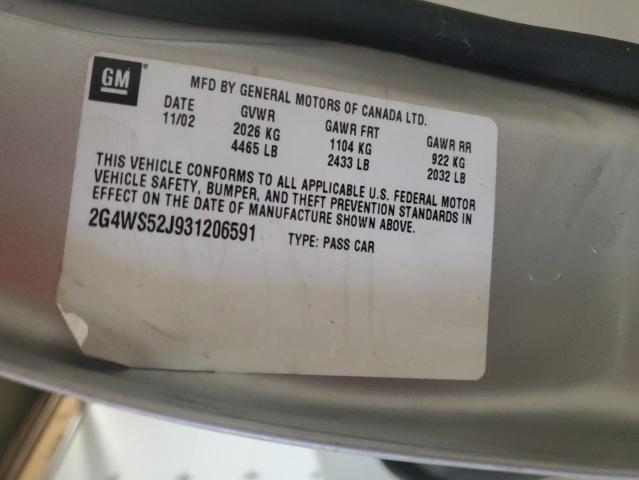 GM
MFD BY GENERAL MOTORS OF CANADA LTD.
DATE GVWR GAWR FRT GAWR RR
11/02 2026 KG 1104 KG 922 KG
4465 LB 2433 LB 2032 LB
THIS VEHICLE CONFORMS TO ALL APPLICABLE U.S. FEDERAL MOTOR
VEHICLE SAFETY, BUMPER, AND THEFT PREVENTION STANDARDS IN
EFFECT ON THE DATE OF MANUFACTURE SHOWN ABOVE.
2G4WS52J931206591 TYPE: PASS CAR